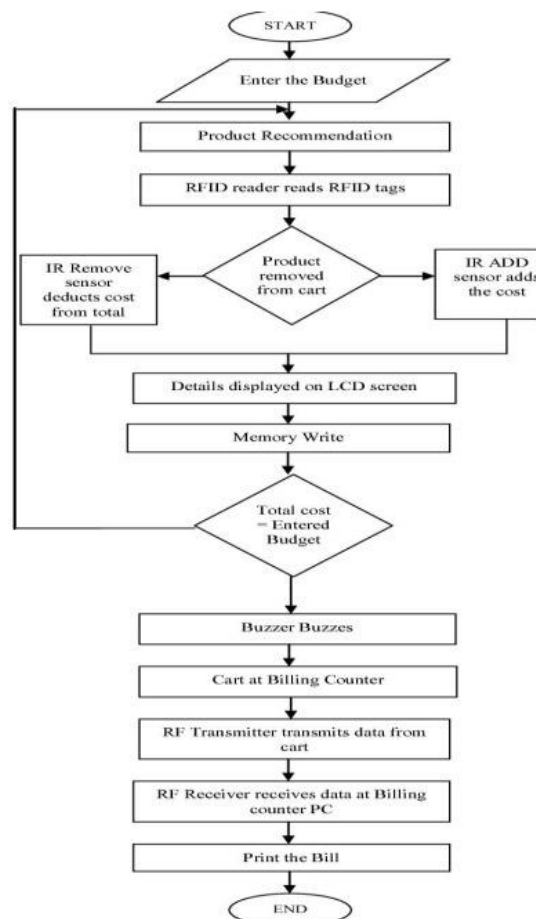 START
Enter the Budget
Product Recommendation
RFID reader reads RFID tags
Product
removed
from cart
IR Remove
sensor
deducts cost
from total
IR ADD
sensor adds
the cost
Details displayed on LCD screen
Memory Write
Total cost
= Entered
Budget
Buzzer Buzzes
Cart at Billing Counter
RF Transmitter transmits data from
cart
RF Receiver receives data at Billing
counter PC
Print the Bill
END